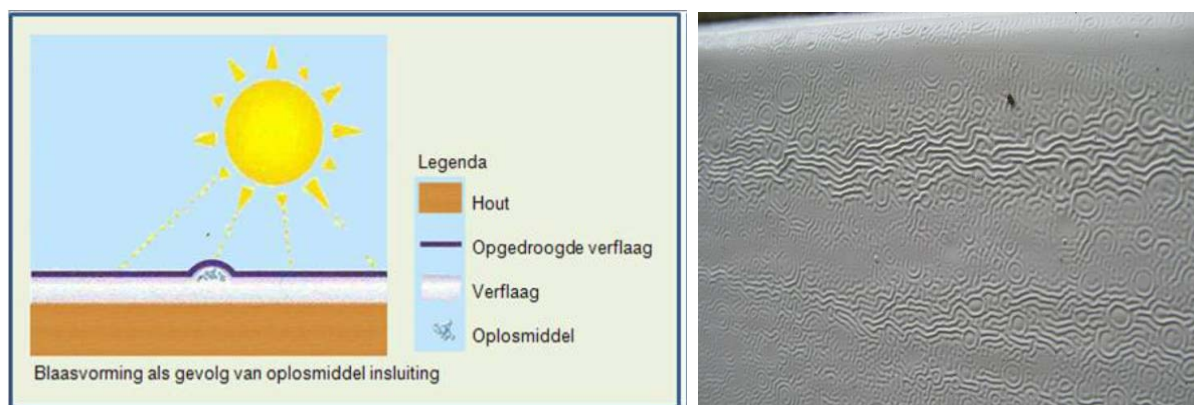 Legenda
Hout
Opgedroogde verflaag
Verflaag
Oplosmiddel
Blaasvorming als gevolg van oplosmiddel insluiting